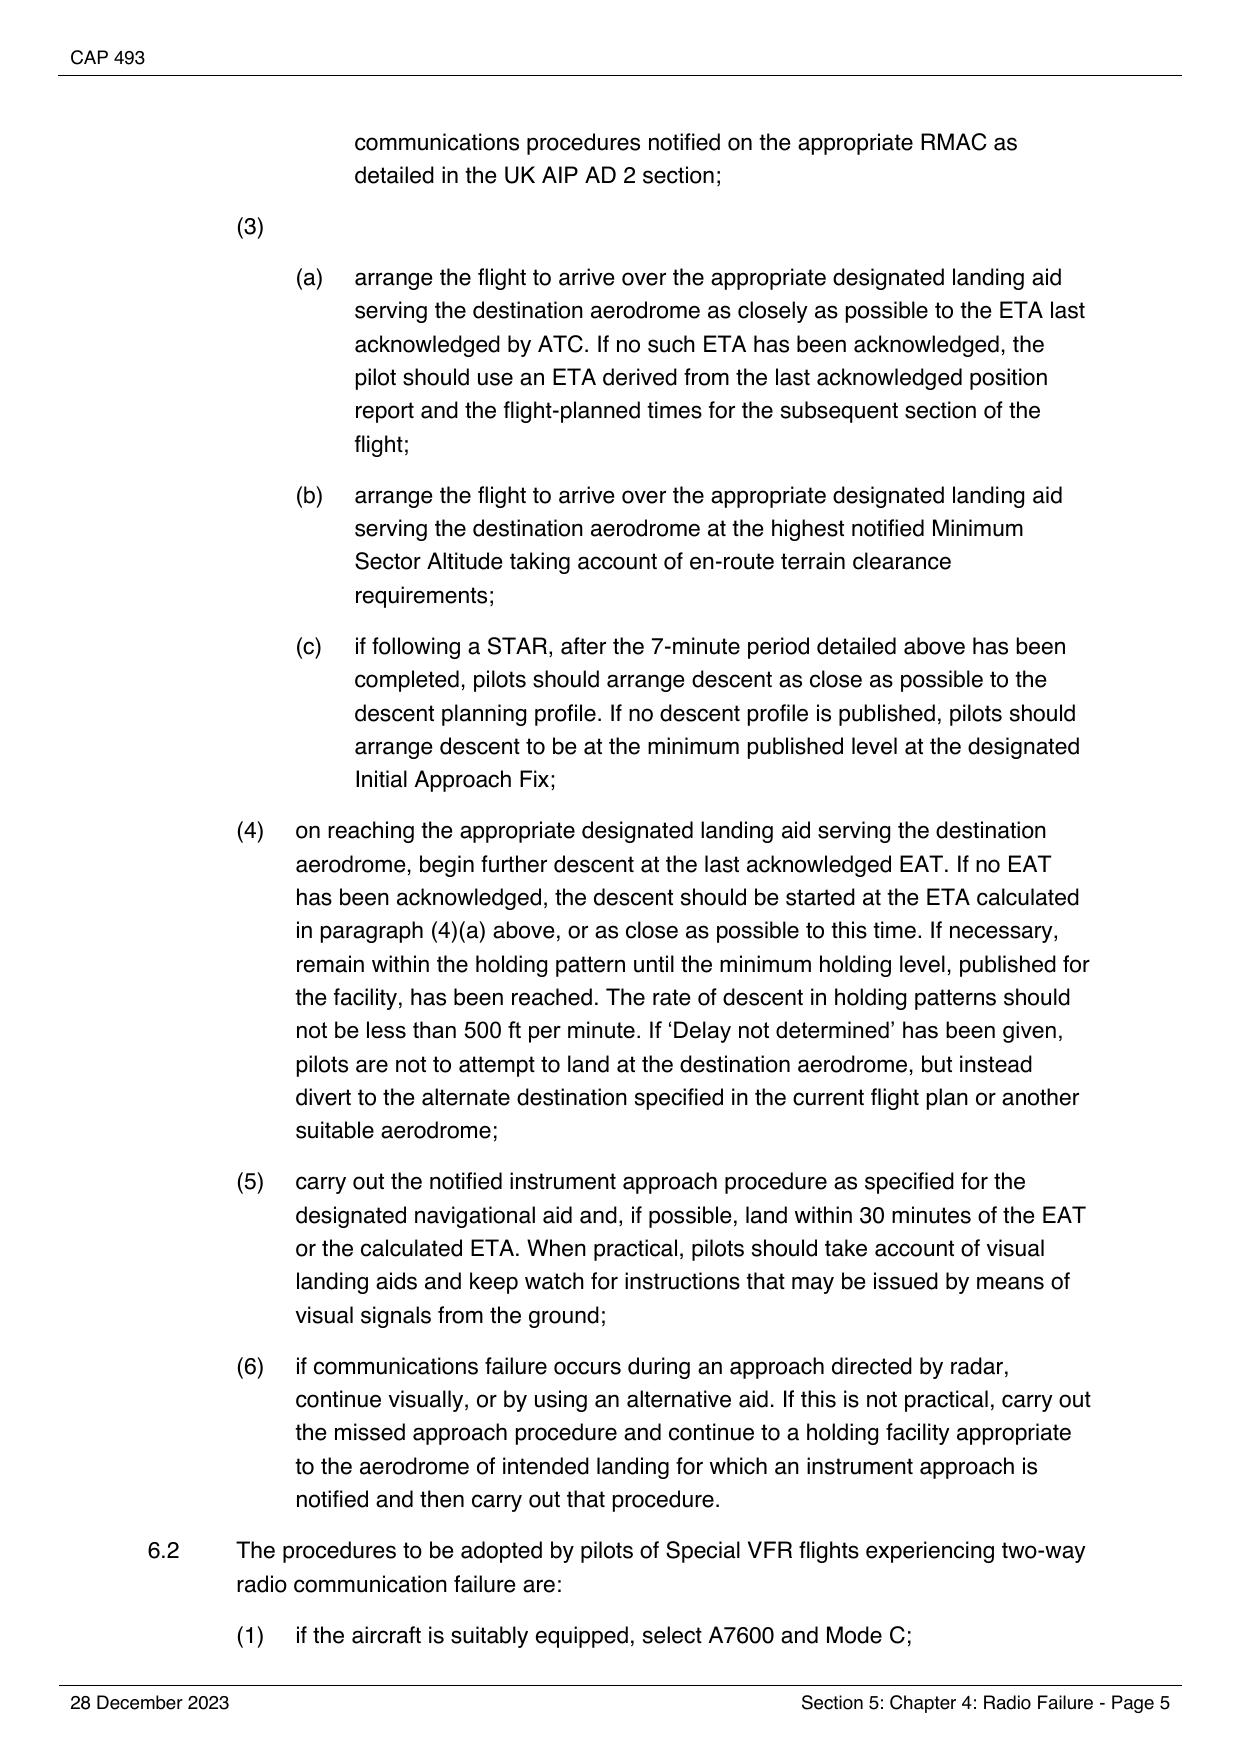 CAP 493
communications procedures notified on the appropriate RMAC as
detailed in the UK AIP AD 2 section;
(3)
(a) arrange the flight to arrive over the appropriate designated landing aid
serving the destination aerodrome as closely as possible to the ETA last
acknowledged by ATC. If no such ETA has been acknowledged, the
pilot should use an ETA derived from the last acknowledged position
report and the flight-planned times for the subsequent section of the
flight;
(b) arrange the flight to arrive over the appropriate designated landing aid
serving the destination aerodrome at the highest notified Minimum
Sector Altitude taking account of en-route terrain clearance
requirements;
(c) if following a STAR, after the 7-minute period detailed above has been
completed, pilots should arrange descent as close as possible to the
descent planning profile. If no descent profile is published, pilots should
arrange descent to be at the minimum published level at the designated
Initial Approach Fix;
(4) on reaching the appropriate designated landing aid serving the destination
aerodrome, begin further descent at the last acknowledged EAT. If no EAT
has been acknowledged, the descent should be started at the ETA calculated
in paragraph (4)(a) above, or as close as possible to this time. If necessary,
remain within the holding pattern until the minimum holding level, published for
the facility, has been reached. The rate of descent in holding patterns should
not be less than 500 ft per minute. If ‘Delay not determined’ has been given,
pilots are not to attempt to land at the destination aerodrome, but instead
divert to the alternate destination specified in the current flight plan or another
suitable aerodrome;
(5) carry out the notified instrument approach procedure as specified for the
designated navigational aid and, if possible, land within 30 minutes of the EAT
or the calculated ETA. When practical, pilots should take account of visual
landing aids and keep watch for instructions that may be issued by means of
visual signals from the ground;
(6) if communications failure occurs during an approach directed by radar,
continue visually, or by using an alternative aid. If this is not practical, carry out
the missed approach procedure and continue to a holding facility appropriate
to the aerodrome of intended landing for which an instrument approach is
notified and then carry out that procedure.
6.2 The procedures to be adopted by pilots of Special VFR flights experiencing two-way
radio communication failure are:
(1) if the aircraft is suitably equipped, select A7600 and Mode C;
28 December 2023 Section 5: Chapter 4: Radio Failure - Page 5